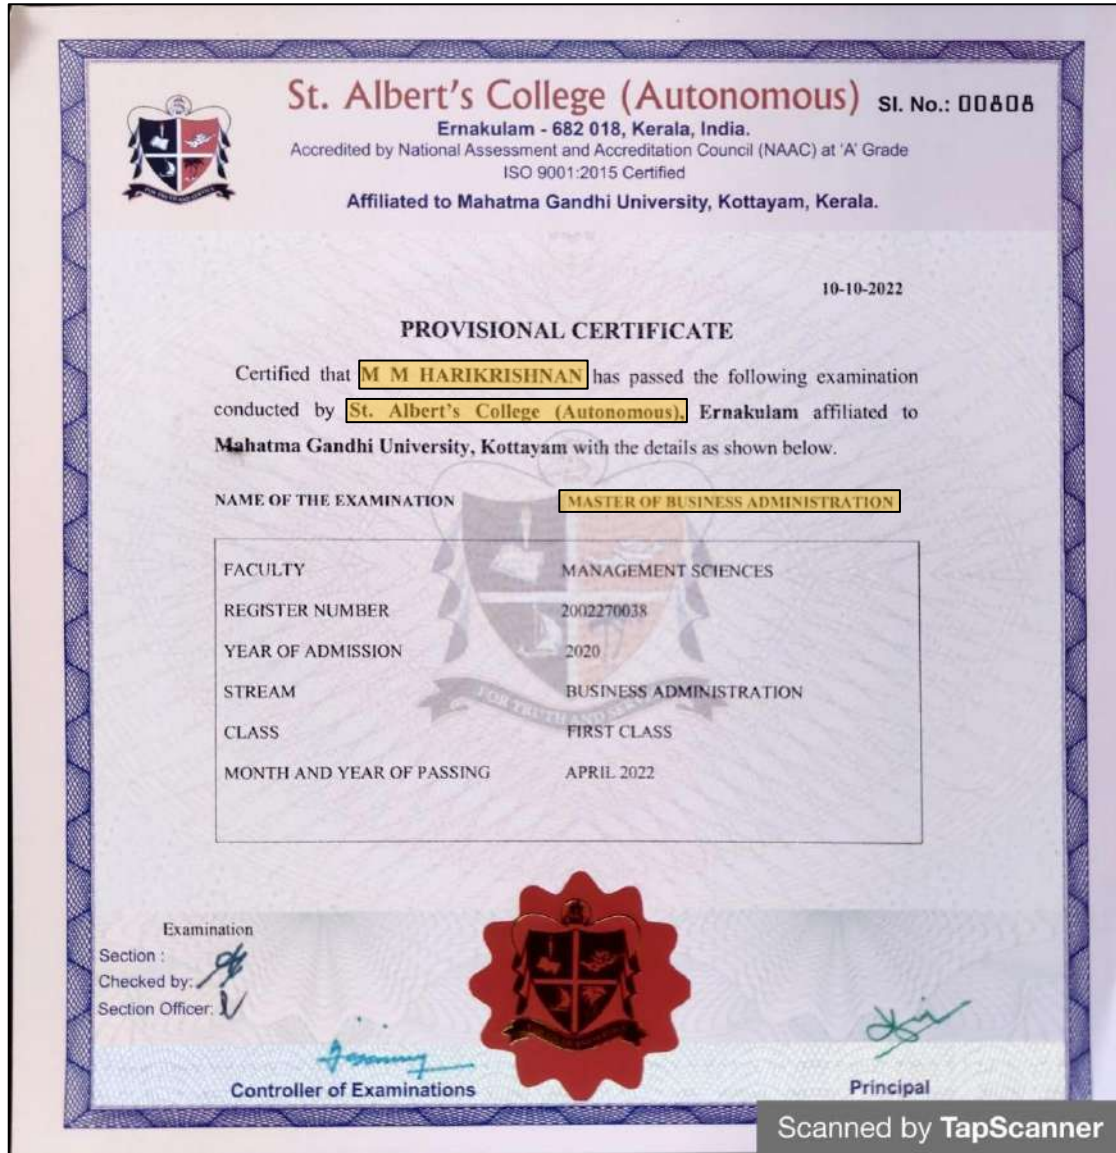 St. Albert's College (Autonomous) Sl. No.: 00808
Ernakulam - 682 018, Kerala, India.
Accredited by National Assessment and Accreditation Council (NAAC) at 'A' Grade
ISO 9001:2015 Certified
Affiliated to Mahatma Gandhi University, Kottayam, Kerala.
10-10-2022
PROVISIONAL CERTIFICATE
Certified that M M HARIKRISHNAN has passed the following examination
conducted by St. Albert's College (Autonomous), Ernakulam affiliated to
Mahatma Gandhi University, Kottayam with the details as shown below.
NAME OF THE EXAMINATION MASTER OF BUSINESS ADMINISTRATION
FACULTY MANAGEMENT SCIENCES
REGISTER NUMBER 2002270038
YEAR OF ADMISSION 2020
STREAM BUSINESS ADMINISTRATION
FOR TRUTH AND
CLASS FIRST CLASS
MONTH AND YEAR OF PASSING APRIL 2022
Examination
Section :
Checked by:
Section Officer:
Controller of Examinations
Principal
Scanned by TapScanner